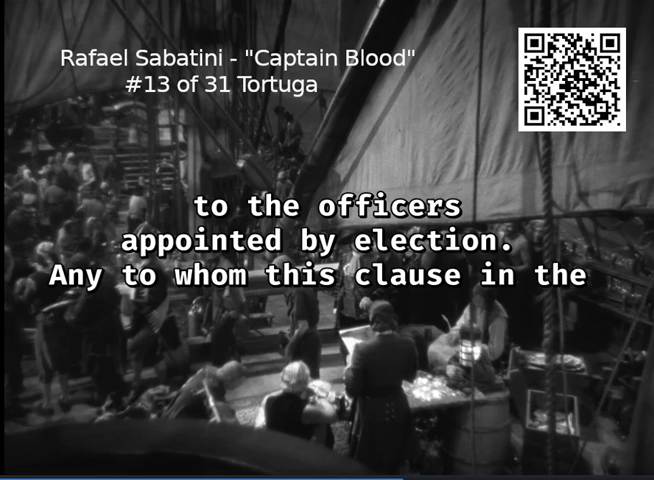 Rafael Sabatini - "Captain Blood"
#13 of 31 Tortuga
to the officers
appointed by election.
Any to whom this clause in the